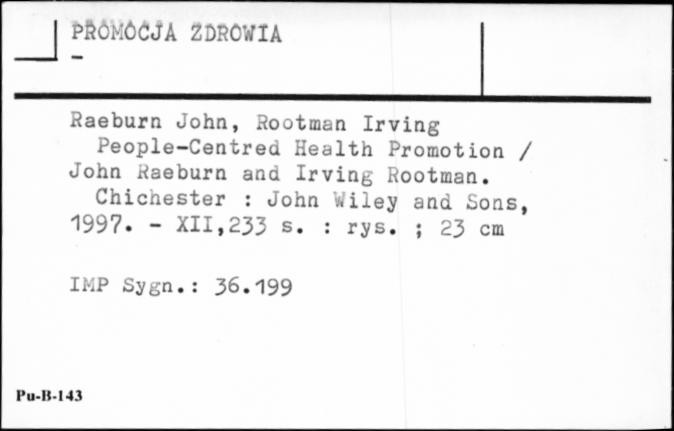 PROMOCJA ZDROWIA
–
Raeburn John, Rootman Irving
People-Centred Health Promotion /
John Raeburn and Irving Rootman.
Chichester : John Wiley and Sons,
1997. - XII,233 s. : rys. ; 23 cm
IMP Sygn.: 36.199
Pu-B-143